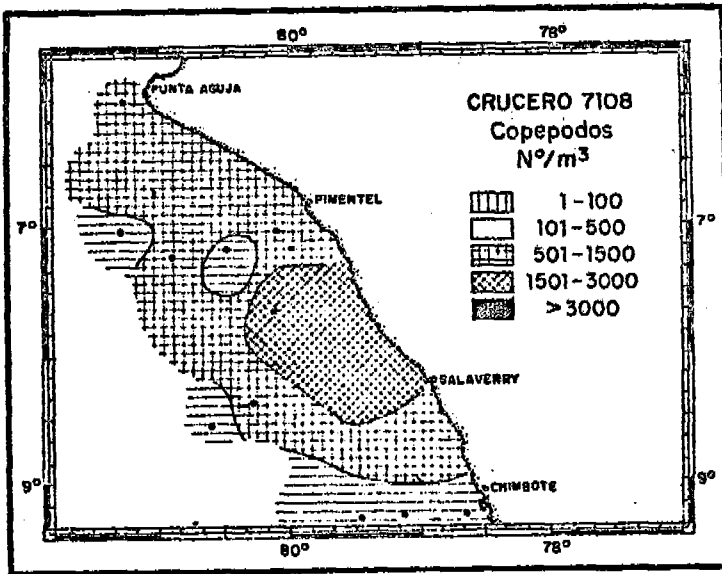 80° 78°
PUNTA AGUJA
CRUCERO 7108
Copepodos
N°/m³
1-100
PIMENTEL
101-500
7° 7°
501-1500
1501-3000
>3000
SALAVERRY
9° 9°
CHIMBOTE
80° 78°